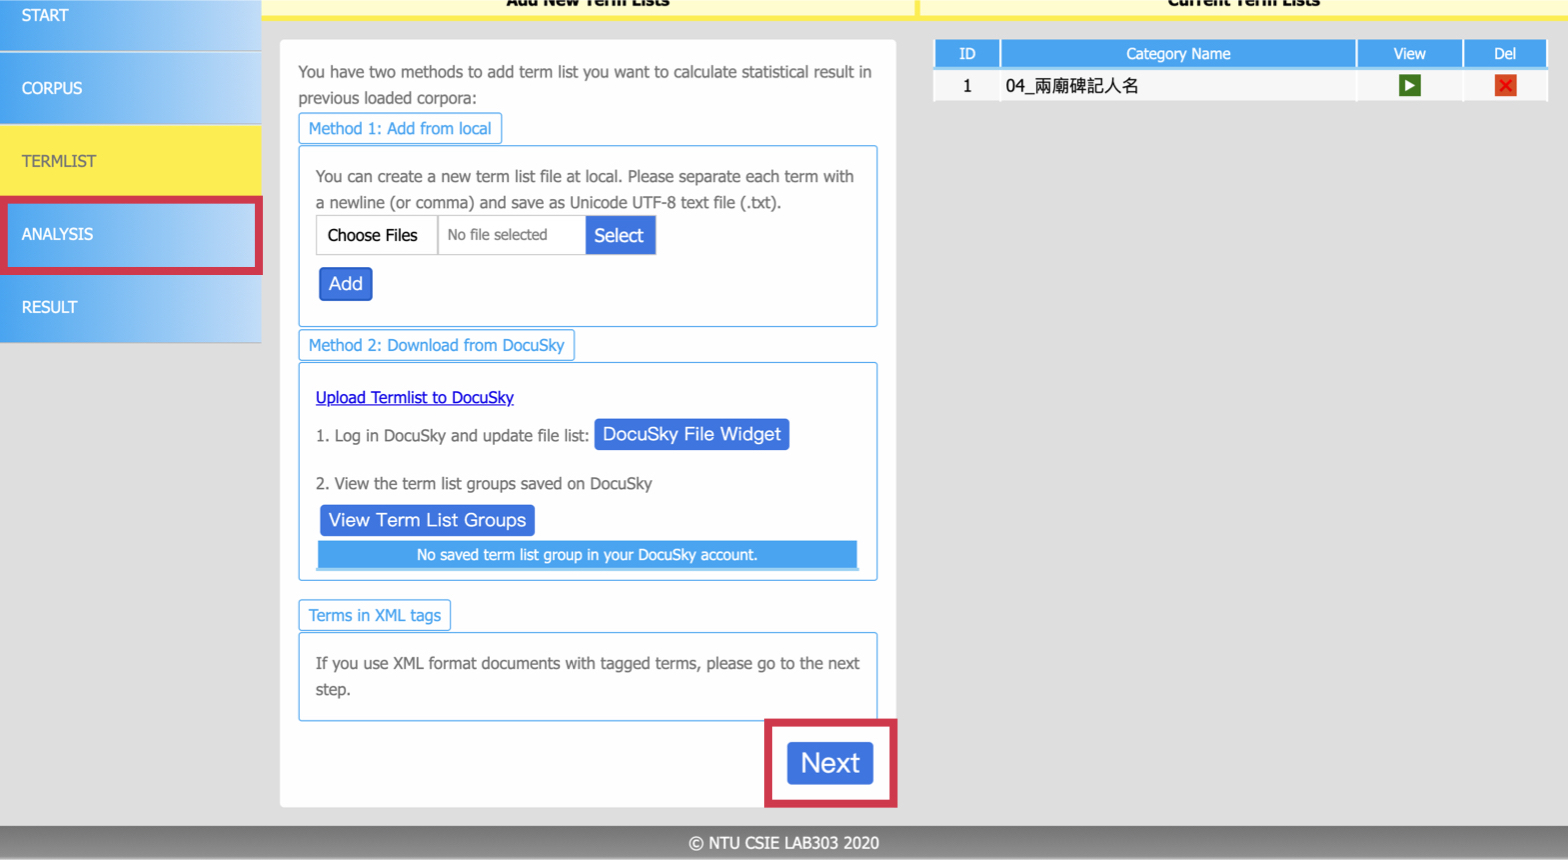 START
CORPUS
TERMLIST
ANALYSIS
RESULT
Add New Term Lists
You have two methods to add term list you want to calculate statistical result in
previous loaded corpora:
Method 1: Add from local
You can create a new term list file at local. Please separate each term with
a newline (or comma) and save as Unicode UTF-8 text file (.txt).
Choose Files No file selected Select
Add
Method 2: Download from DocuSky
Upload Termlist to DocuSky
1. Log in DocuSky and update file list: DocuSky File Widget
2. View the term list groups saved on DocuSky
View Term List Groups
No saved term list group in your DocuSky account.
Terms in XML tags
If you use XML format documents with tagged terms, please go to the next
step.
Next
Current Term Lists
ID Category Name View Del
1 04_兩廟碑記人名
© NTU CSIE LAB303 2020